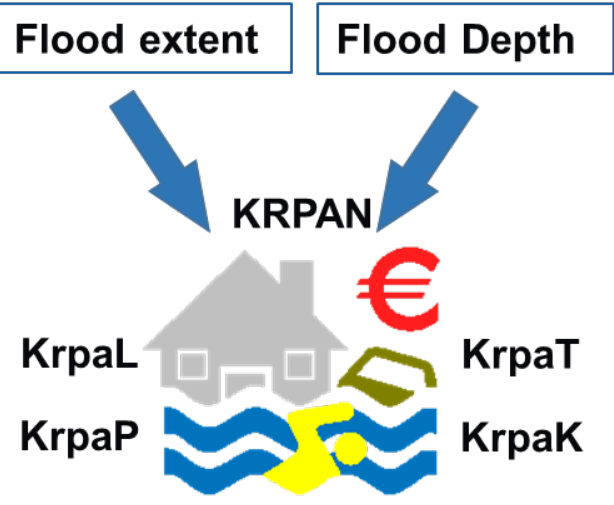 Flood extent
Flood Depth
KRPAN
€
KrpaL
KrpaT
KrpaP
KrpaK